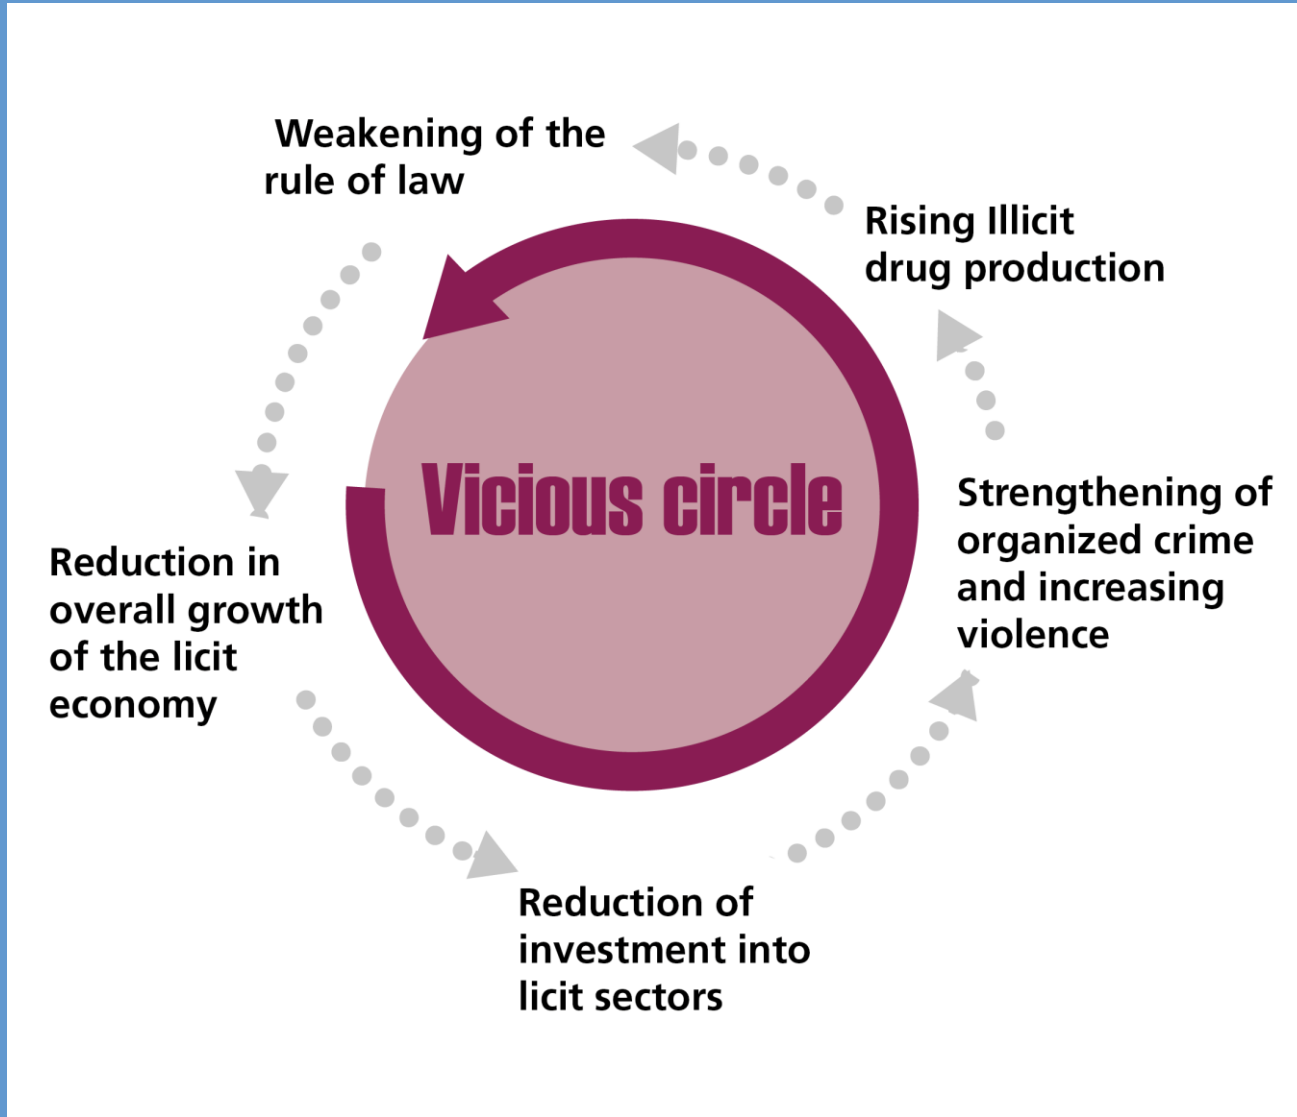 Weakening of the
rule of law
Rising Illicit
drug production
Vicious circle
Strengthening of
organized crime
and increasing
violence
Reduction in
overall growth
of the licit
economy
Reduction of
investment into
licit sectors